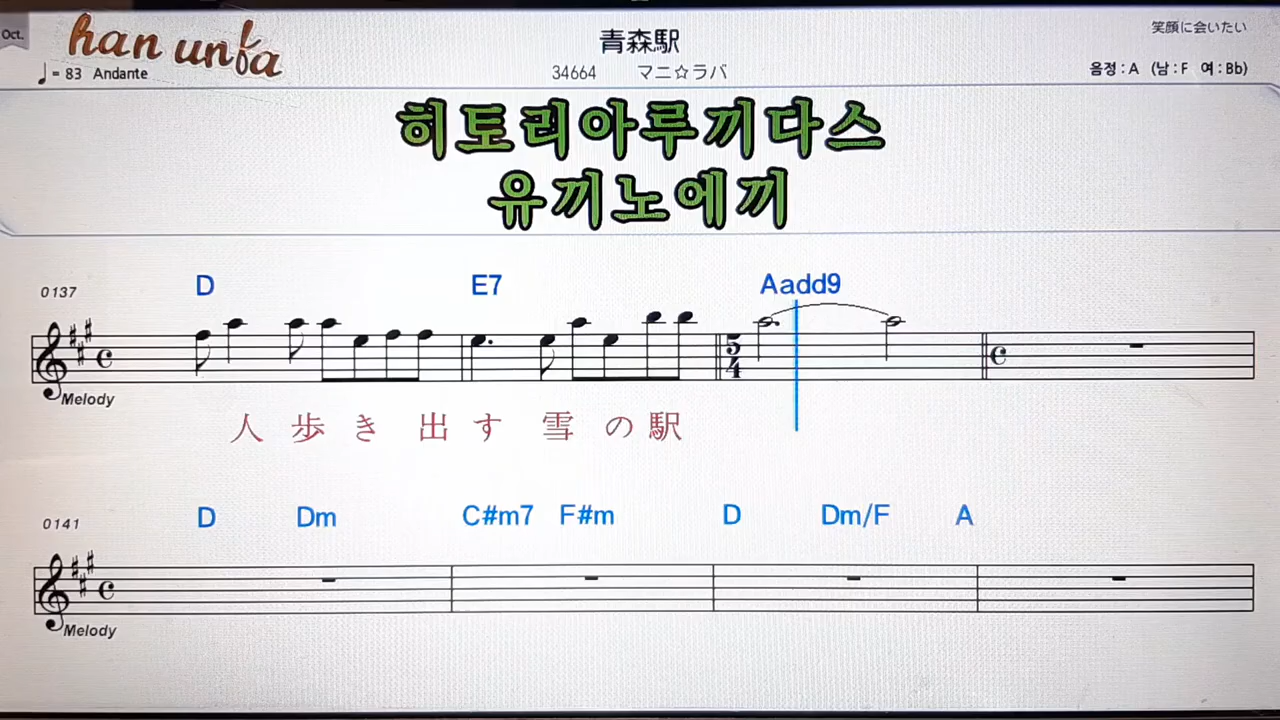 Oct.
han unfa
青森駅
笑顔に会いたい
♩= 83 Andante
34664 マニ☆ラバ
음정 : A (남 : F 여 : Bb)
히토리아루끼다스
유끼노에끼
0137
D E7 Aadd9
5
4
Melody
人 歩 き 出 す 雪 の 駅
0141
D Dm C#m7 F#m D Dm/F A
Melody